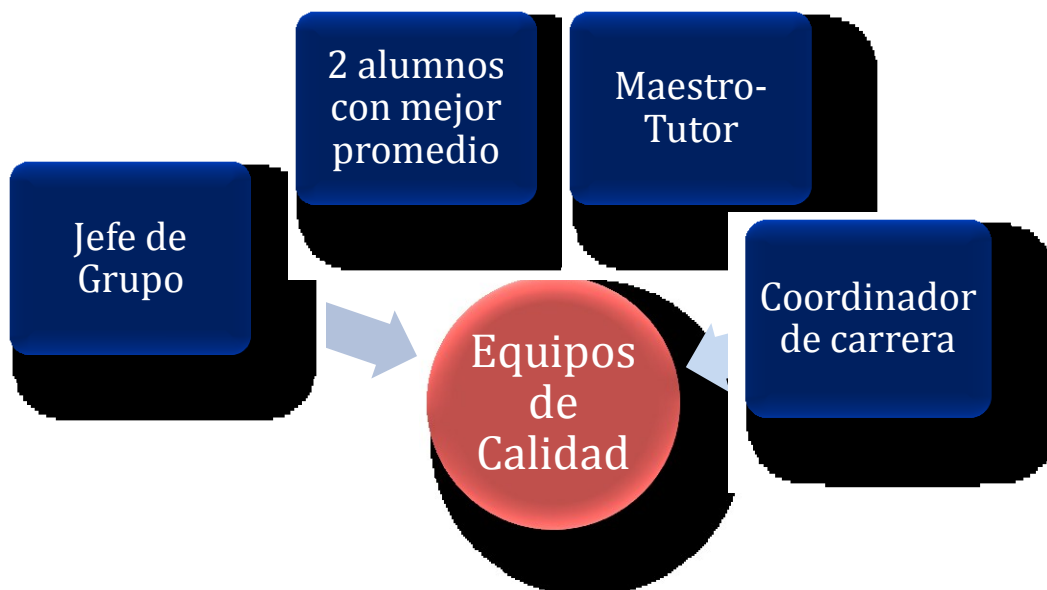 2 alumnos
con mejor
promedio
Maestro-
Tutor
Jefe de
Grupo
Coordinador
de carrera
Equipos
de
Calidad